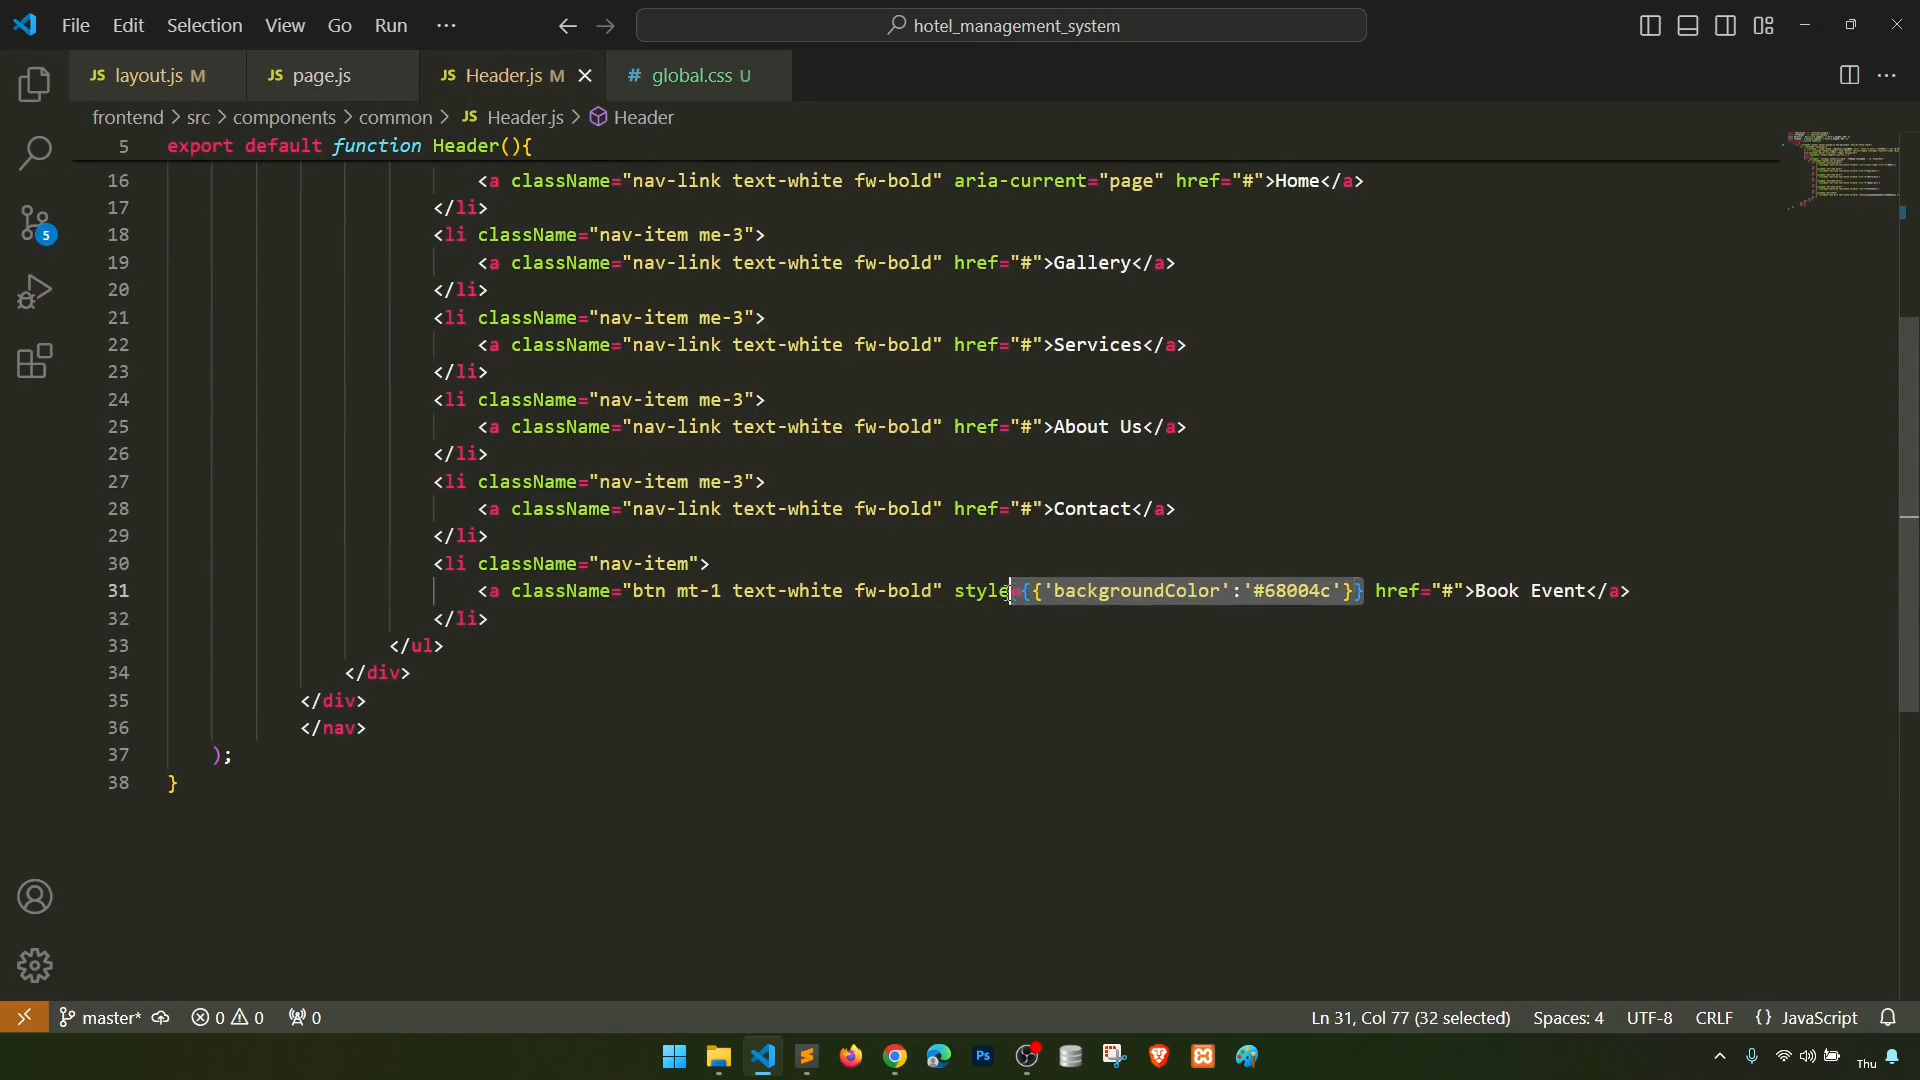 File Edit Selection View Go Run ··· hotel_management_system
JS layout.js M JS page.js JS Header.js M # global.css U
frontend > src > components > common > JS Header.js > Header
5 export default function Header(){
16 <a className="nav-link text-white fw-bold" aria-current="page" href="#">Home</a>
17 </li>
18 <li className="nav-item me-3">
19 <a className="nav-link text-white fw-bold" href="#">Gallery</a>
20 </li>
21 <li className="nav-item me-3">
22 <a className="nav-link text-white fw-bold" href="#">Services</a>
23 </li>
24 <li className="nav-item me-3">
25 <a className="nav-link text-white fw-bold" href="#">About Us</a>
26 </li>
27 <li className="nav-item me-3">
28 <a className="nav-link text-white fw-bold" href="#">Contact</a>
29 </li>
30 <li className="nav-item">
31 <a className="btn mt-1 text-white fw-bold" style={{'backgroundColor':'#68004c'}} href="#">Book Event</a>
32 </li>
33 </ul>
34 </div>
35 </div>
36 </nav>
37 );
38 }
5
master* 0 0 0 Ln 31, Col 77 (32 selected) Spaces: 4 UTF-8 CRLF {} JavaScript
Ps
Thu